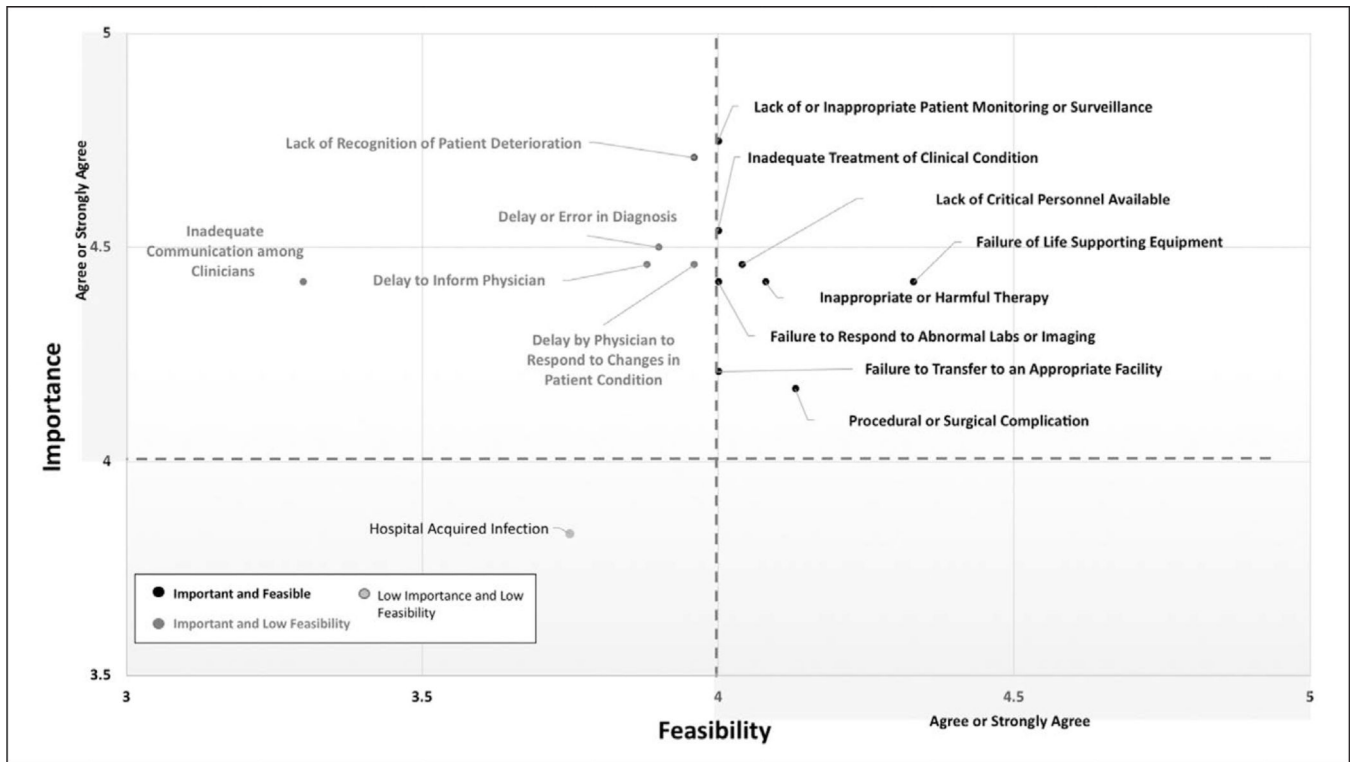 5
Lack of or Inappropriate Patient Monitoring or Surveillance
Lack of Recognition of Patient Deterioration
Inadequate Treatment of Clinical Condition
Agree or Strongly Agree
Lack of Critical Personnel Available
Delay or Error in Diagnosis
Inadequate
Communication among
Clinicians
4.5
Failure of Life Supporting Equipment
Delay to Inform Physician
Inappropriate or Harmful Therapy
Delay by Physician to
Respond to Changes in
Patient Condition
Failure to Respond to Abnormal Labs or Imaging
Failure to Transfer to an Appropriate Facility
Procedural or Surgical Complication
Importance
4
Hospital Acquired Infection
Important and Feasible
Important and Low Feasibility
Low Importance and Low
Feasibility
3.5
3
3.5
4
4.5
5
Feasibility
Agree or Strongly Agree